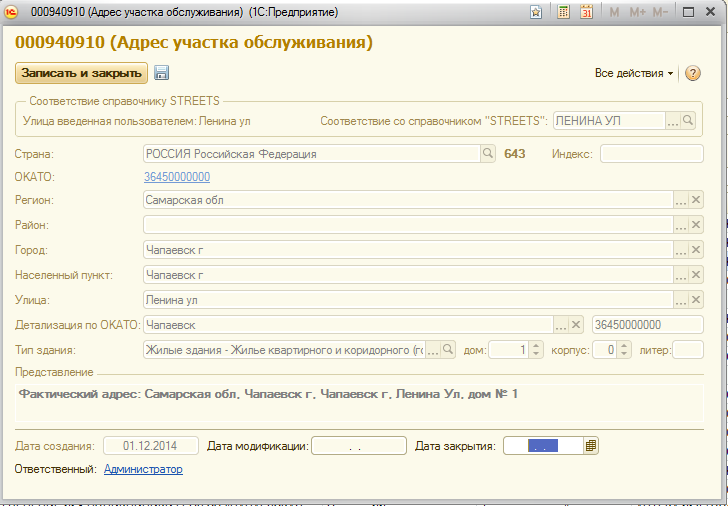 000940910 (Адрес участка обслуживания) (1С:Предприятие)
M M+ M-
000940910 (Адрес участка обслуживания)
Записать и закрыть Все действия
Соответствие справочнику STREETS
Улица введенная пользователем: Ленина ул Соответствие со справочником "STREETS": ЛЕНИНА УЛ
Страна: РОССИЯ Российская Федерация 643 Индекс:
ОКАТО: 36450000000
Регион: Самарская обл
Район:
Город: Чапаевск г
Населенный пункт: Чапаевск г
Улица: Ленина ул
Детализация по ОКАТО: Чапаевск 36450000000
Тип здания: Жилые здания - Жилье квартирного и коридорного (го дом: 1 корпус: 0 литер:
Представление
Фактический адрес: Самарская обл, Чапаевск г, Чапаевск г, Ленина Ул, дом № 1
Дата создания: 01.12.2014 Дата модификации: . . Дата закрытия: . .
Ответственный: Администратор